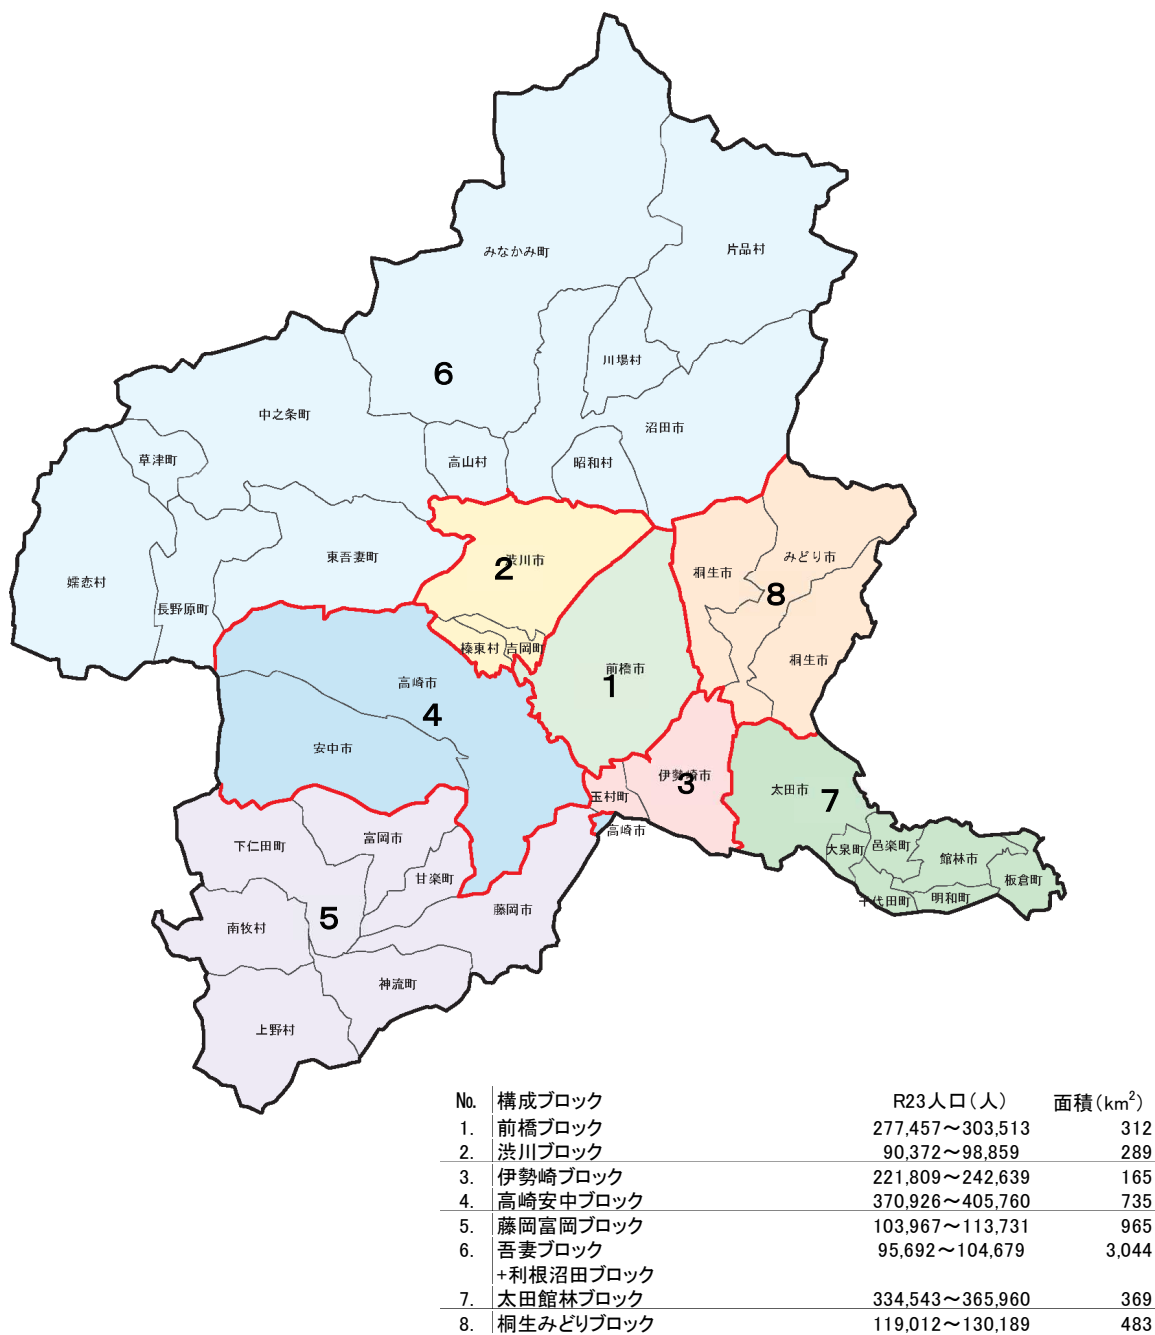 みなかみ町
片品村
川場村
6
中之条町
沼田市
草津町
高山村
昭和村
東吾妻町
2
渋川市
みどり市
桐生市
嬬恋村
8
長野原町
榛東村
吉岡町
桐生市
前橋市
高崎市
1
4
安中市
伊勢崎市
3
太田市
7
玉村町
高崎市
下仁田町
富岡市
大泉町
邑楽町
館林市
甘楽町
板倉町
千代田町
明和町
藤岡市
5
南牧村
神流町
上野村
No. 構成ブロック R23人口(人) 面積(km²)
1. 前橋ブロック 277,457~303,513 312
2. 渋川ブロック 90,372~98,859 289
3. 伊勢崎ブロック 221,809~242,639 165
4. 高崎安中ブロック 370,926~405,760 735
5. 藤岡富岡ブロック 103,967~113,731 965
6. 吾妻ブロック 95,692~104,679 3,044
+利根沼田ブロック
7. 太田館林ブロック 334,543~365,960 369
8. 桐生みどりブロック 119,012~130,189 483